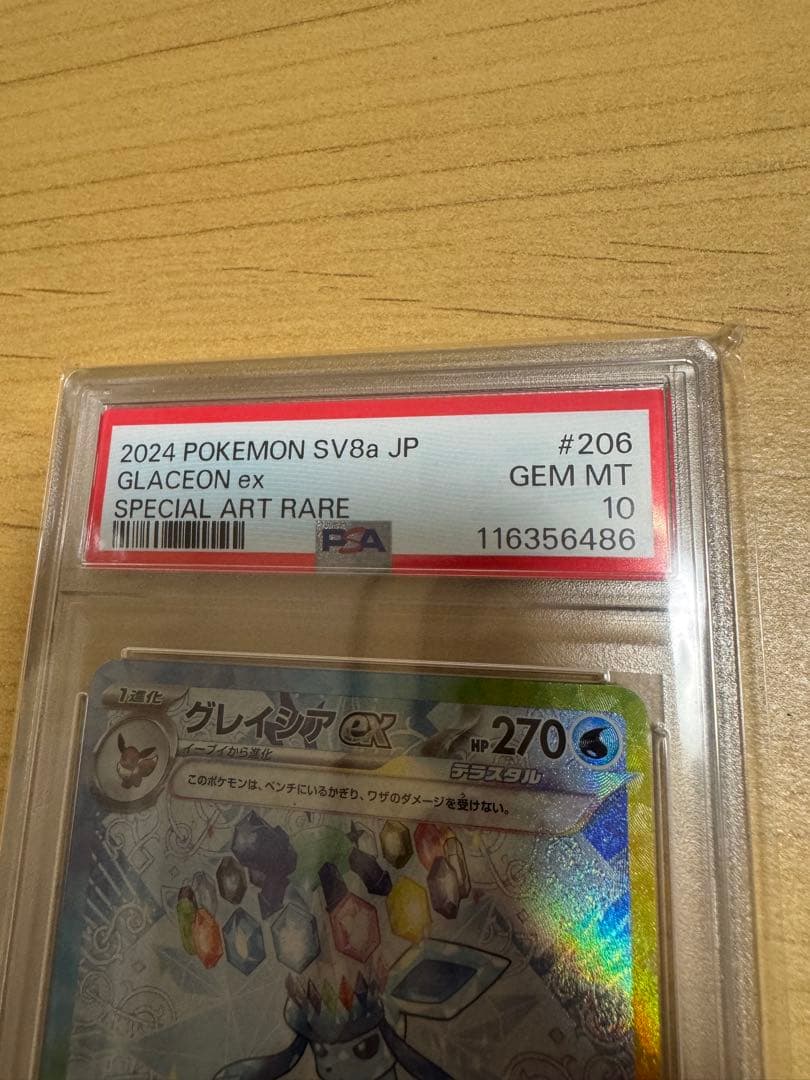 2024 POKEMON SV8a JP #206
GLACEON ex GEM MT
SPECIAL ART RARE 10
PSA 116356486
1進化
グレイシアex HP270
イーブイから進化
テラスタル
このポケモンは、ベンチにいるかぎり、ワザのダメージを受けない。